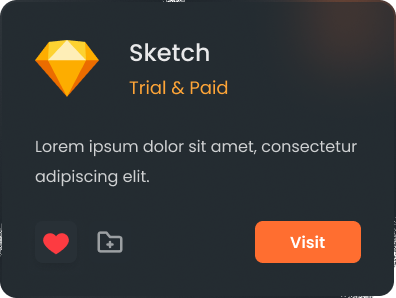 Sketch
Trial & Paid
Lorem ipsum dolor sit amet, consectetur
adipiscing elit.
Visit